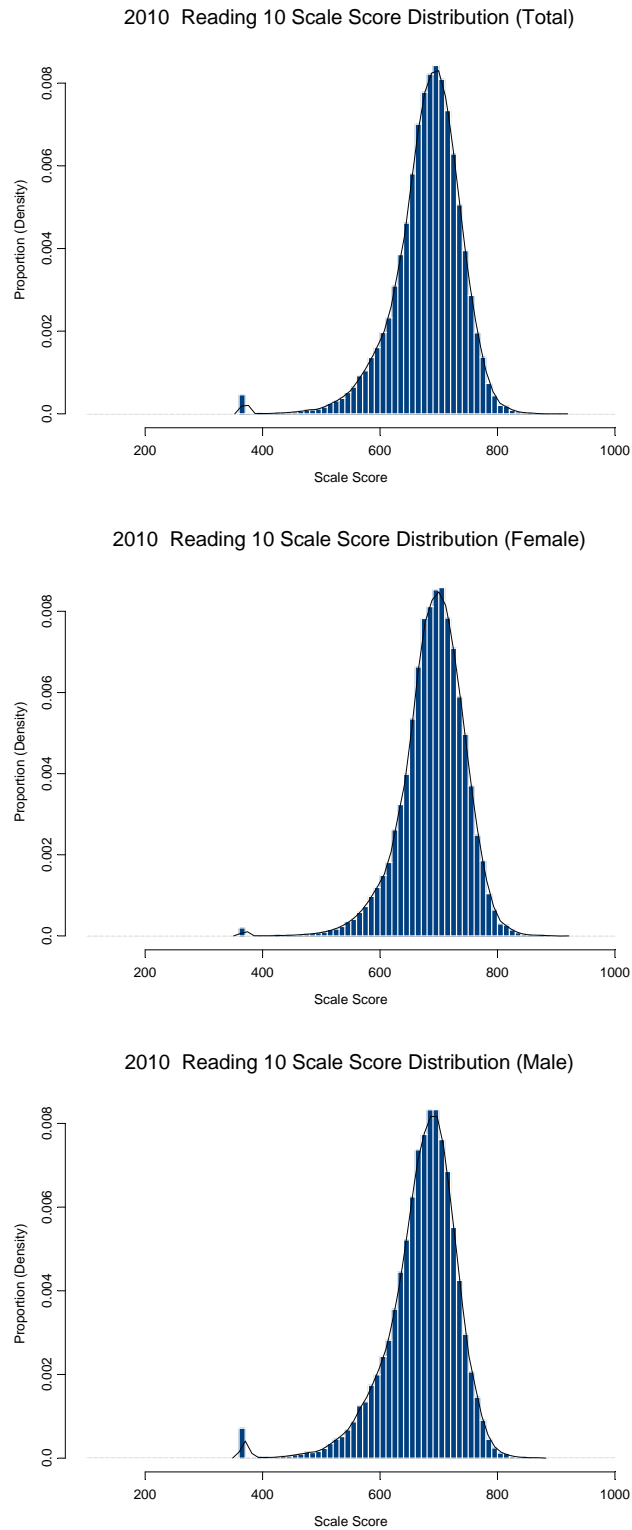 2010 Reading 10 Scale Score Distribution (Total)
Proportion (Density)
0.008
0.006
0.004
0.002
0.0
200 400 600 800 1000
Scale Score
2010 Reading 10 Scale Score Distribution (Female)
Proportion (Density)
0.008
0.006
0.004
0.002
0.0
200 400 600 800 1000
Scale Score
2010 Reading 10 Scale Score Distribution (Male)
Proportion (Density)
0.008
0.006
0.004
0.002
0.0
200 400 600 800 1000
Scale Score